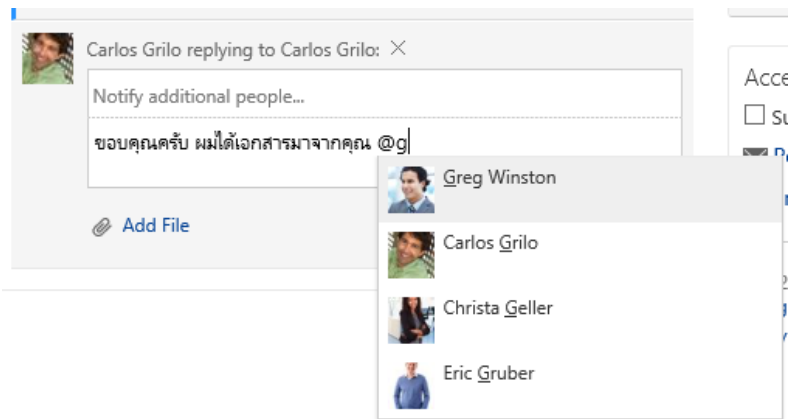 Carlos Grilo replying to Carlos Grilo: ×
Notify additional people...
ขอบคุณครับ ผมได้เอกสารมาจากคุณ @g
Greg Winston
Add File
Carlos Grilo
Christa Geller
Eric Gruber
Acce